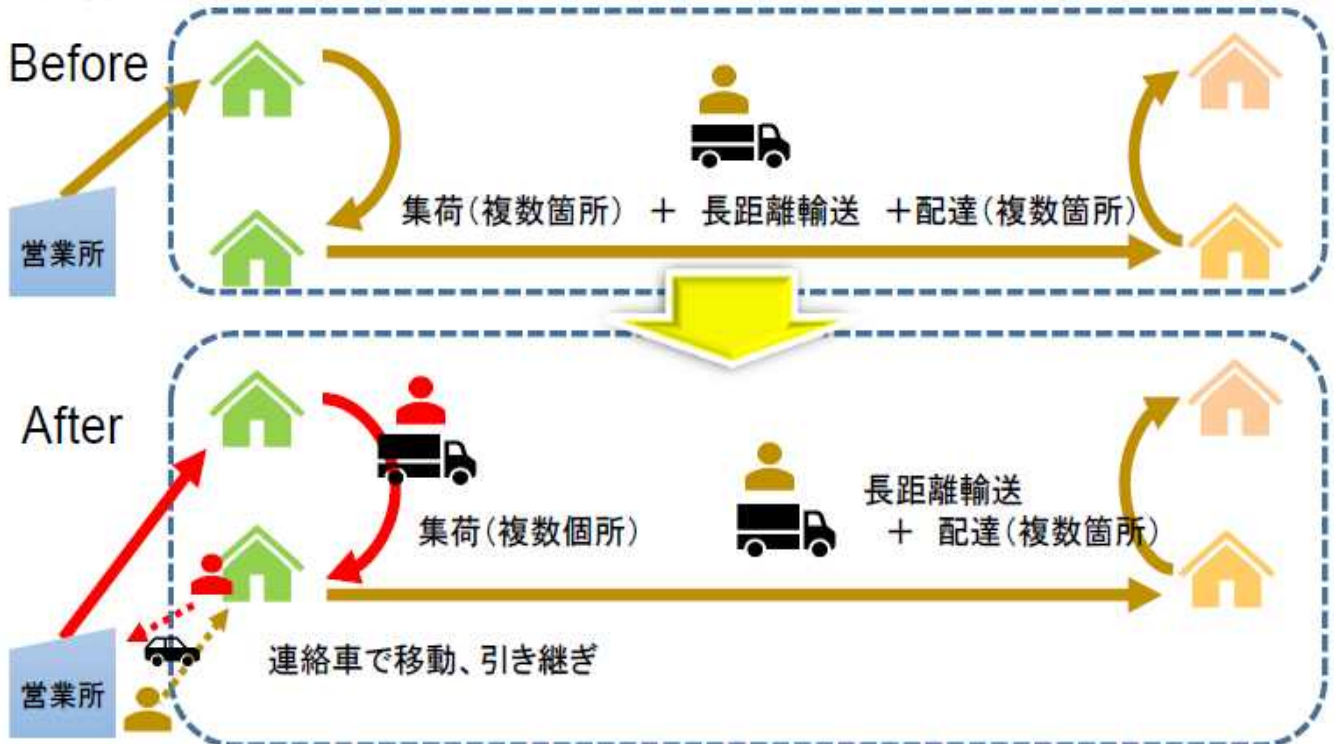 Before
営業所
集荷(複数箇所) + 長距離輸送 +配達(複数箇所)
After
集荷(複数個所)
長距離輸送
+ 配達(複数箇所)
連絡車で移動、引き継ぎ
営業所